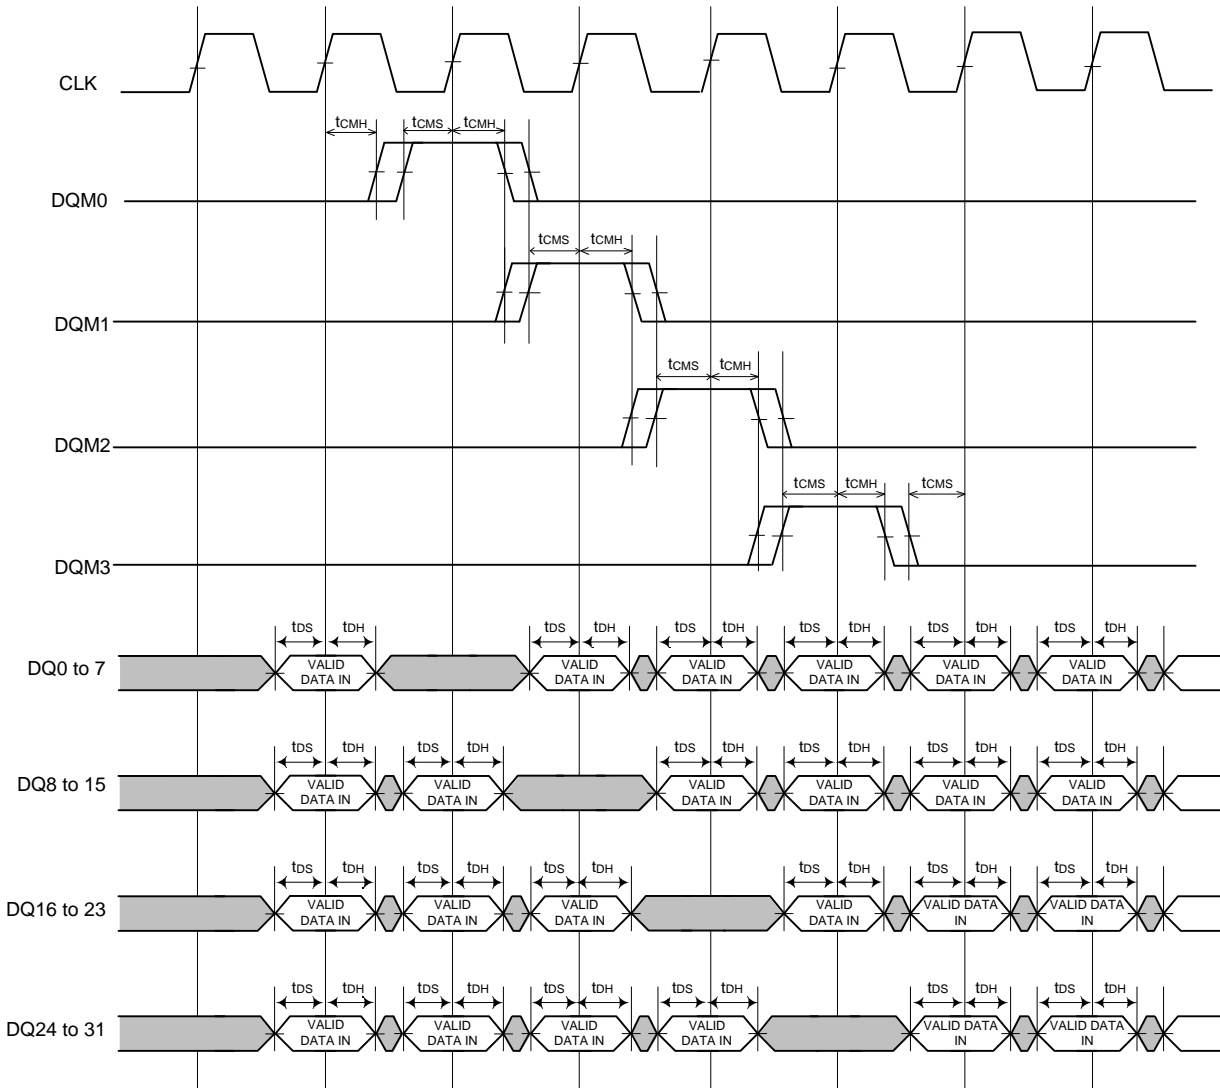 CLK
tCMH tCMS tCMH
DQM0
tCMS tCMH
DQM1
tCMS tCMH
DQM2
tCMS tCMH tCMS
DQM3
tDS tDH tDS tDH tDS tDH tDS tDH tDS tDH tDS tDH
DQ0 to 7
VALID DATA IN
VALID DATA IN
VALID DATA IN
VALID DATA IN
VALID DATA IN
VALID DATA IN
tDS tDH tDS tDH tDS tDH tDS tDH tDS tDH tDS tDH
DQ8 to 15
VALID DATA IN
VALID DATA IN
VALID DATA IN
VALID DATA IN
VALID DATA IN
VALID DATA IN
tDS tDH tDS tDH tDS tDH tDS tDH tDS tDH tDS tDH
DQ16 to 23
VALID DATA IN
VALID DATA IN
VALID DATA IN
VALID DATA IN
VALID DATA IN
VALID DATA IN
tDS tDH tDS tDH tDS tDH tDS tDH tDS tDH tDS tDH
DQ24 to 31
VALID DATA IN
VALID DATA IN
VALID DATA IN
VALID DATA IN
VALID DATA IN
VALID DATA IN